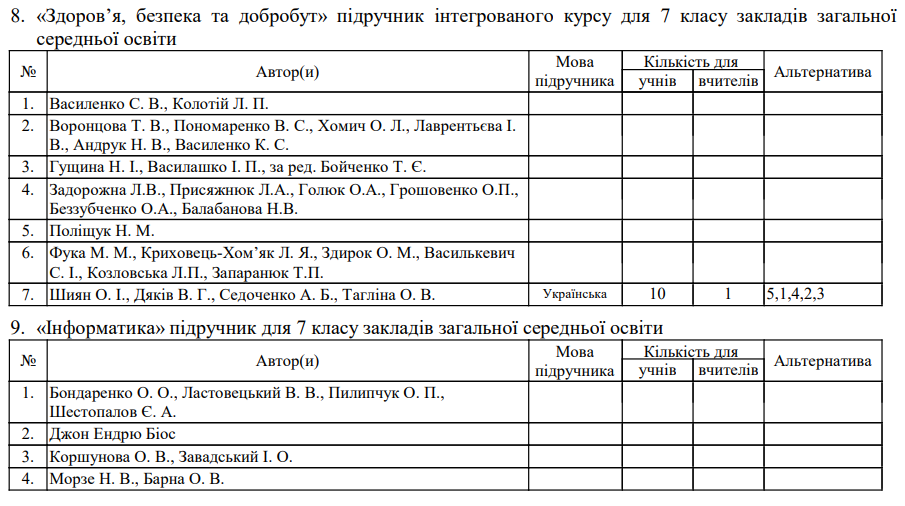 8. «Здоров’я, безпека та добробут» підручник інтегрованого курсу для 7 класу закладів загальної
середньої освіти
№ Автор(и) Мова підручника Кількість для учнів вчителів Альтернатива
1. Василенко С. В., Колотій Л. П.
2. Воронцова Т. В., Пономаренко В. С., Хомич О. Л., Лаврентьєва І.
В., Андрук Н. В., Василенко К. С.
3. Гущина Н. І., Василашко І. П., за ред. Бойченко Т. Є.
4. Задорожна Л.В., Присяжнюк Л.А., Голюк О.А., Грошовенко О.П.,
Беззубченко О.А., Балабанова Н.В.
5. Поліщук Н. М.
6. Фука М. М., Криховець-Хом’як Л. Я., Здирок О. М., Василькевич
С. І., Козловська Л.П., Запаранюк Т.П.
7. Шиян О. І., Дяків В. Г., Седоченко А. Б., Тагліна О. В. Українська 10 1 5,1,4,2,3
9. «Інформатика» підручник для 7 класу закладів загальної середньої освіти
№ Автор(и) Мова підручника Кількість для учнів вчителів Альтернатива
1. Бондаренко О. О., Ластовецький В. В., Пилипчук О. П.,
Шестопалов Є. А.
2. Джон Ендрю Біос
3. Коршунова О. В., Завадський І. О.
4. Морзе Н. В., Барна О. В.